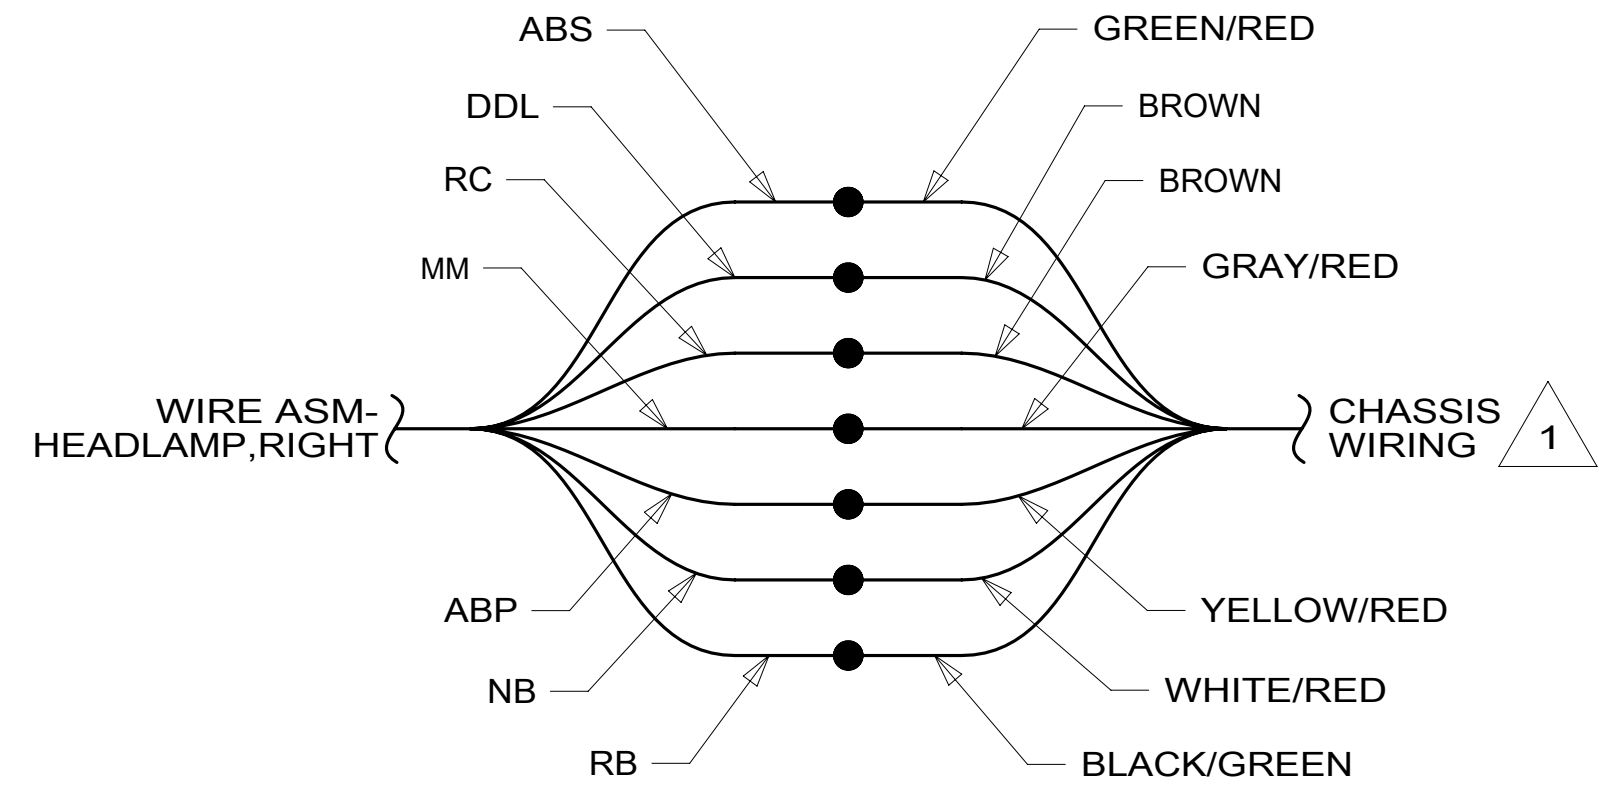 ABS
GREEN/RED
DDL
BROWN
RC
BROWN
MM
GRAY/RED
WIRE ASM-
HEADLAMP,RIGHT
CHASSIS
WIRING
1
ABP
YELLOW/RED
NB
WHITE/RED
RB
BLACK/GREEN